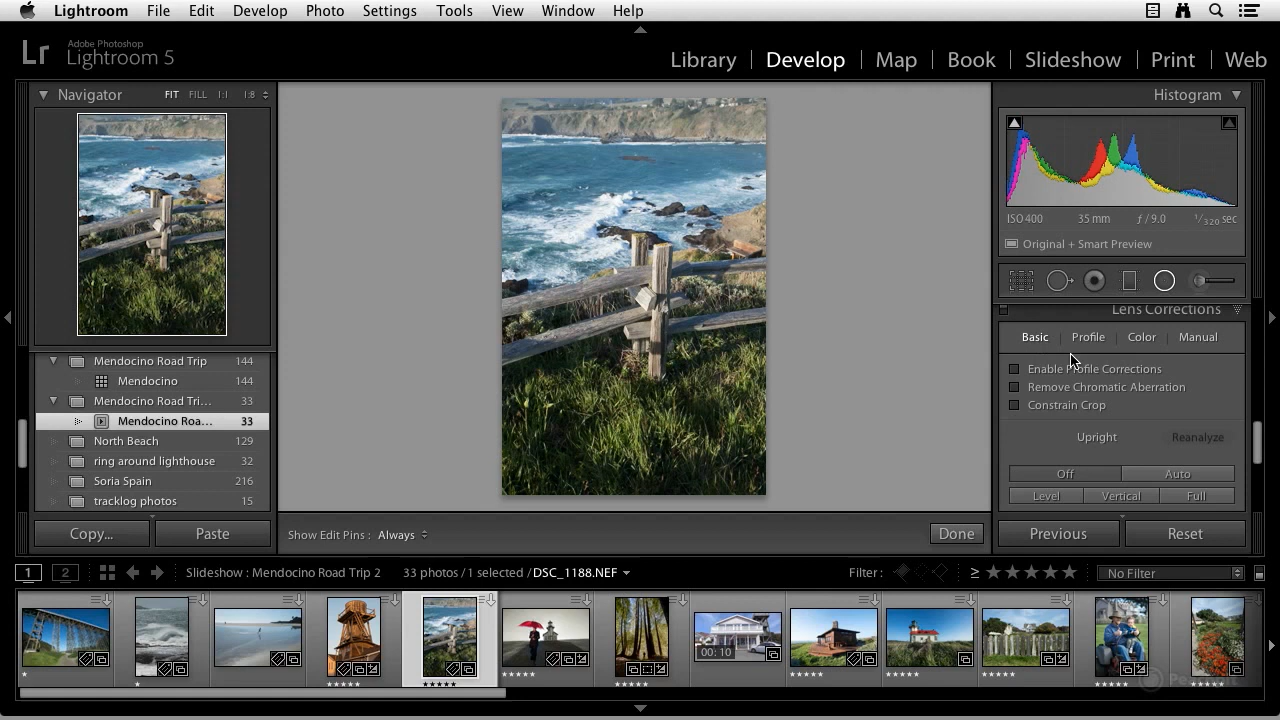 Lightroom File Edit Develop Photo Settings Tools View Window Help
Lr Adobe Photoshop Lightroom 5
Library | Develop | Map | Book | Slideshow | Print | Web
Navigator FIT FILL 1:1 1:8
Histogram
ISO 400 35 mm ƒ / 9.0 1/320 sec
Original + Smart Preview
Lens Corrections
Basic | Profile | Color | Manual
Enable Profile Corrections
Remove Chromatic Aberration
Constrain Crop
Upright Reanalyze
Off Auto
Level Vertical Full
Previous Reset
Mendocino Road Trip 144
Mendocino 144
Mendocino Road Tri... 33
Mendocino Roa... 33
North Beach 129
ring around lighthouse 32
Soria Spain 216
tracklog photos 15
Copy... Paste
Show Edit Pins : Always Done
1 2 Slideshow : Mendocino Road Trip 2 33 photos / 1 selected / DSC_1188.NEF Filter : ≥ ★★★★★ No Filter
00: 10